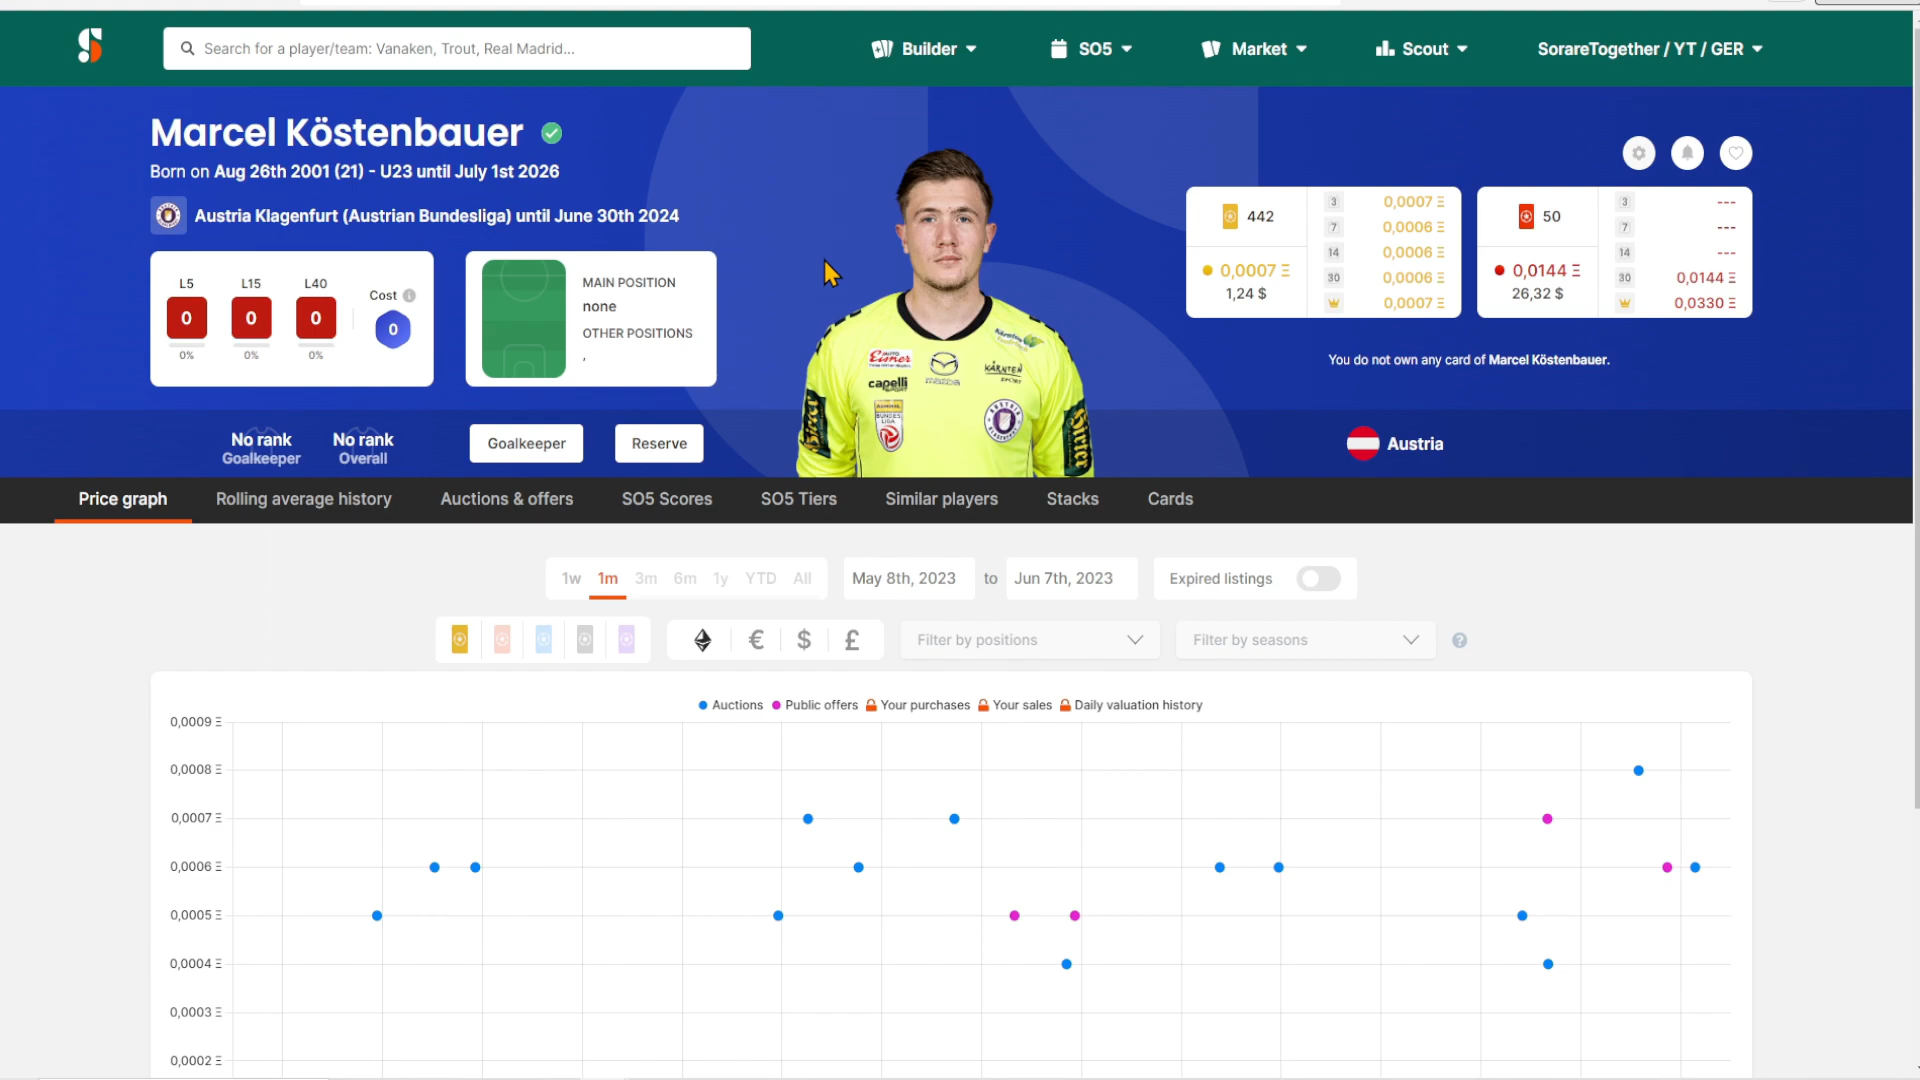 Search for a player/team: Vanaken, Trout, Real Madrid...
Builder
SO5
Market
Scout
SorareTogether / YT / GER
Marcel Köstenbauer
Born on Aug 26th 2001 (21) - U23 until July 1st 2026
Austria Klagenfurt (Austrian Bundesliga) until June 30th 2024
L5
L15
L40
Cost
0
0
0
0
0%
0%
0%
MAIN POSITION
none
OTHER POSITIONS
,
442
0,0007 Ξ
1,24 $
3
0,0007 Ξ
7
0,0006 Ξ
14
0,0006 Ξ
30
0,0006 Ξ
0,0007 Ξ
50
0,0144 Ξ
26,32 $
3
---
7
---
14
---
30
0,0144 Ξ
0,0330 Ξ
You do not own any card of Marcel Köstenbauer.
Eisner
mazda
capelli
KÄRNTEN
SPORT
BUNDES
LIGA
AUSTRIA
No rank
Goalkeeper
No rank
Overall
Goalkeeper
Reserve
Austria
Price graph
Rolling average history
Auctions & offers
SO5 Scores
SO5 Tiers
Similar players
Stacks
Cards
1w
1m
3m
6m
1y
YTD
All
May 8th, 2023
to
Jun 7th, 2023
Expired listings
€
$
£
Filter by positions
Filter by seasons
?
Auctions
Public offers
Your purchases
Your sales
Daily valuation history
0,0009 Ξ
0,0008 Ξ
0,0007 Ξ
0,0006 Ξ
0,0005 Ξ
0,0004 Ξ
0,0003 Ξ
0,0002 Ξ